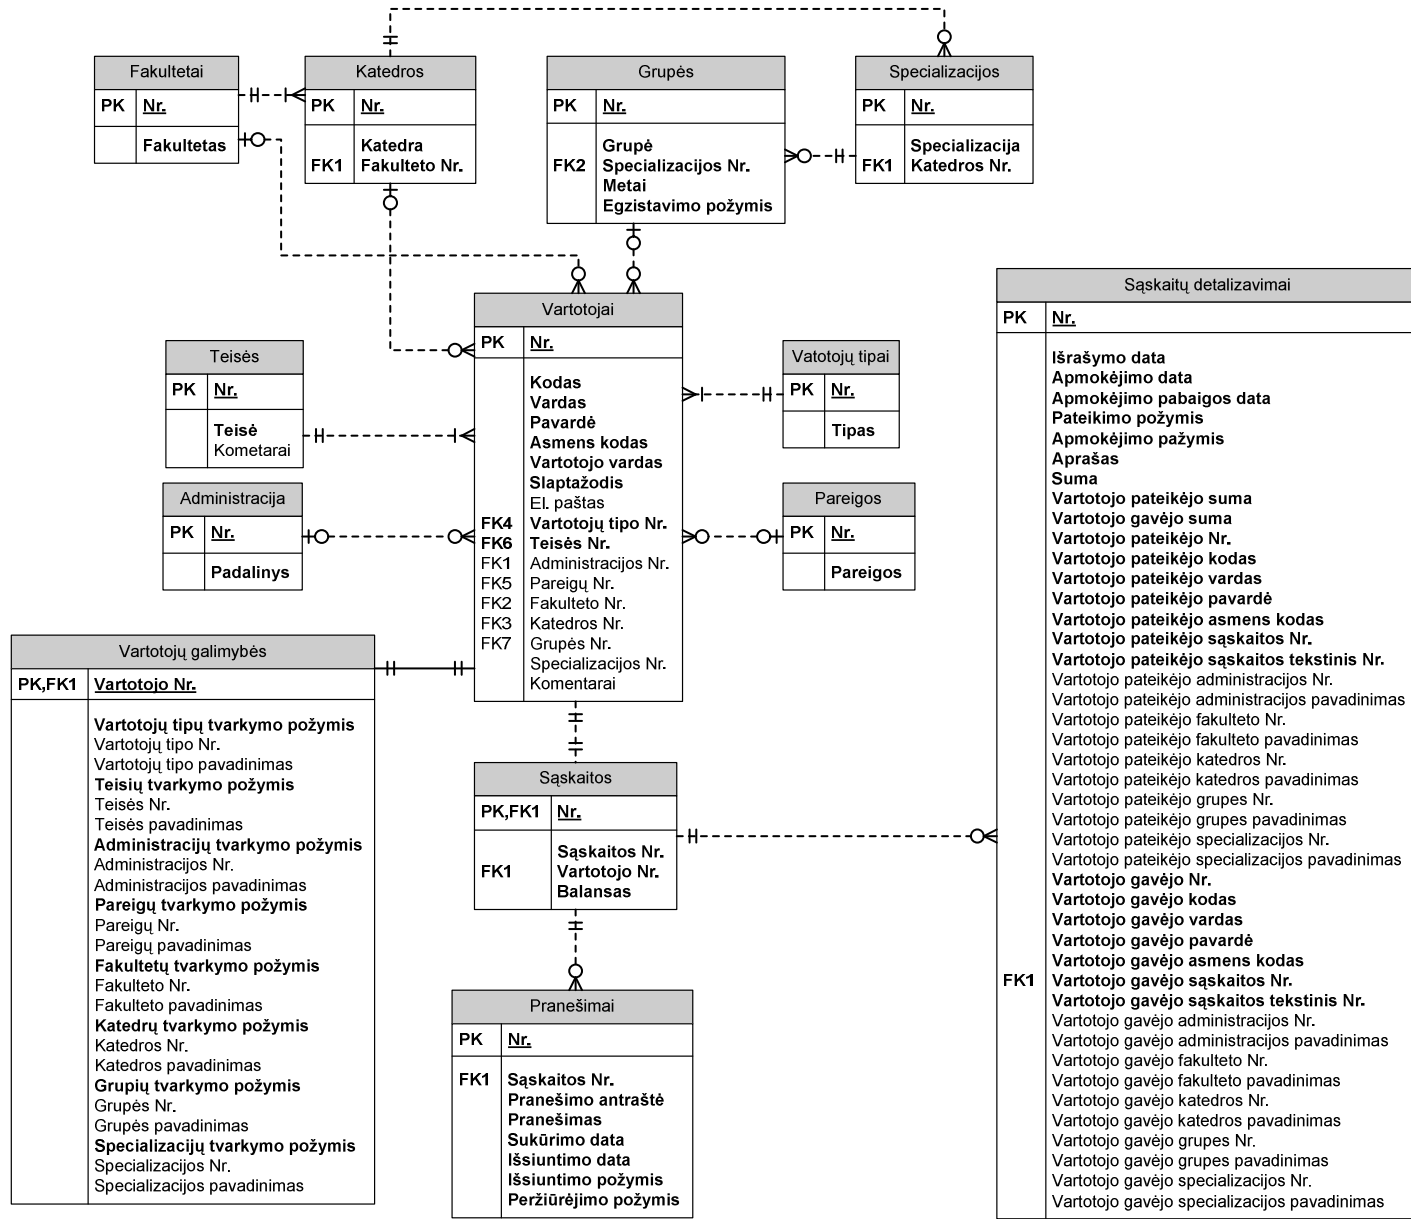 Fakultetai
PK Nr.
Fakultetas
Katedros
PK Nr.
Katedra
FK1 Fakulteto Nr.
Grupės
PK Nr.
Grupė
FK2 Specializacijos Nr.
Metai
Egzistavimo požymis
Specializacijos
PK Nr.
Specializacija
FK1 Katedros Nr.
Vartotojai
PK Nr.
Kodas
Vardas
Pavardė
Asmens kodas
Vartotojo vardas
Slaptažodis
El. paštas
FK4 Vartotojų tipo Nr.
FK6 Teisės Nr.
FK1 Administracijos Nr.
FK5 Pareigų Nr.
FK2 Fakulteto Nr.
FK3 Katedros Nr.
FK7 Grupės Nr.
Specializacijos Nr.
Komentarai
Teisės
PK Nr.
Teisė
Kometarai
Vatotojų tipai
PK Nr.
Tipas
Administracija
PK Nr.
Padalinys
Pareigos
PK Nr.
Pareigos
Vartotojų galimybės
PK,FK1 Vartotojo Nr.
Vartotojų tipų tvarkymo požymis
Vartotojų tipo Nr.
Vartotojų tipo pavadinimas
Teisių tvarkymo požymis
Teisės Nr.
Teisės pavadinimas
Administracijų tvarkymo požymis
Administracijos Nr.
Administracijos pavadinimas
Pareigų tvarkymo požymis
Pareigų Nr.
Pareigų pavadinimas
Fakultetų tvarkymo požymis
Fakulteto Nr.
Fakulteto pavadinimas
Katedrų tvarkymo požymis
Katedros Nr.
Katedros pavadinimas
Grupių tvarkymo požymis
Grupės Nr.
Grupės pavadinimas
Specializacijų tvarkymo požymis
Specializacijos Nr.
Specializacijos pavadinimas
Sąskaitos
PK,FK1 Nr.
Sąskaitos Nr.
FK1 Vartotojo Nr.
Balansas
Pranešimai
PK Nr.
FK1 Sąskaitos Nr.
Pranešimo antraštė
Pranešimas
Sukūrimo data
Išsiuntimo data
Išsiuntimo požymis
Peržiūrėjimo požymis
Sąskaitų detalizavimai
PK Nr.
Išrašymo data
Apmokėjimo data
Apmokėjimo pabaigos data
Pateikimo požymis
Apmokėjimo pažymis
Aprašas
Suma
Vartotojo pateikėjo suma
Vartotojo gavėjo suma
Vartotojo pateikėjo Nr.
Vartotojo pateikėjo kodas
Vartotojo pateikėjo vardas
Vartotojo pateikėjo pavardė
Vartotojo pateikėjo asmens kodas
Vartotojo pateikėjo sąskaitos Nr.
Vartotojo pateikėjo sąskaitos tekstinis Nr.
Vartotojo pateikėjo administracijos Nr.
Vartotojo pateikėjo administracijos pavadinimas
Vartotojo pateikėjo fakulteto Nr.
Vartotojo pateikėjo fakulteto pavadinimas
Vartotojo pateikėjo katedros Nr.
Vartotojo pateikėjo katedros pavadinimas
Vartotojo pateikėjo grupes Nr.
Vartotojo pateikėjo grupes pavadinimas
Vartotojo pateikėjo specializacijos Nr.
Vartotojo pateikėjo specializacijos pavadinimas
Vartotojo gavėjo Nr.
Vartotojo gavėjo kodas
Vartotojo gavėjo vardas
Vartotojo gavėjo pavardė
Vartotojo gavėjo asmens kodas
FK1 Vartotojo gavėjo sąskaitos Nr.
Vartotojo gavėjo sąskaitos tekstinis Nr.
Vartotojo gavėjo administracijos Nr.
Vartotojo gavėjo administracijos pavadinimas
Vartotojo gavėjo fakulteto Nr.
Vartotojo gavėjo fakulteto pavadinimas
Vartotojo gavėjo katedros Nr.
Vartotojo gavėjo katedros pavadinimas
Vartotojo gavėjo grupes Nr.
Vartotojo gavėjo grupes pavadinimas
Vartotojo gavėjo specializacijos Nr.
Vartotojo gavėjo specializacijos pavadinimas